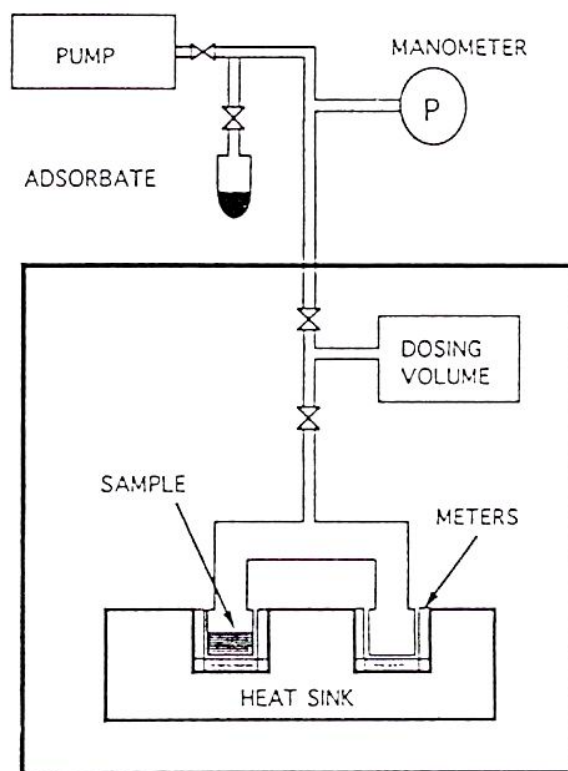 PUMP
MANOMETER
P
ADSORBATE
DOSING
VOLUME
SAMPLE
METERS
HEAT SINK